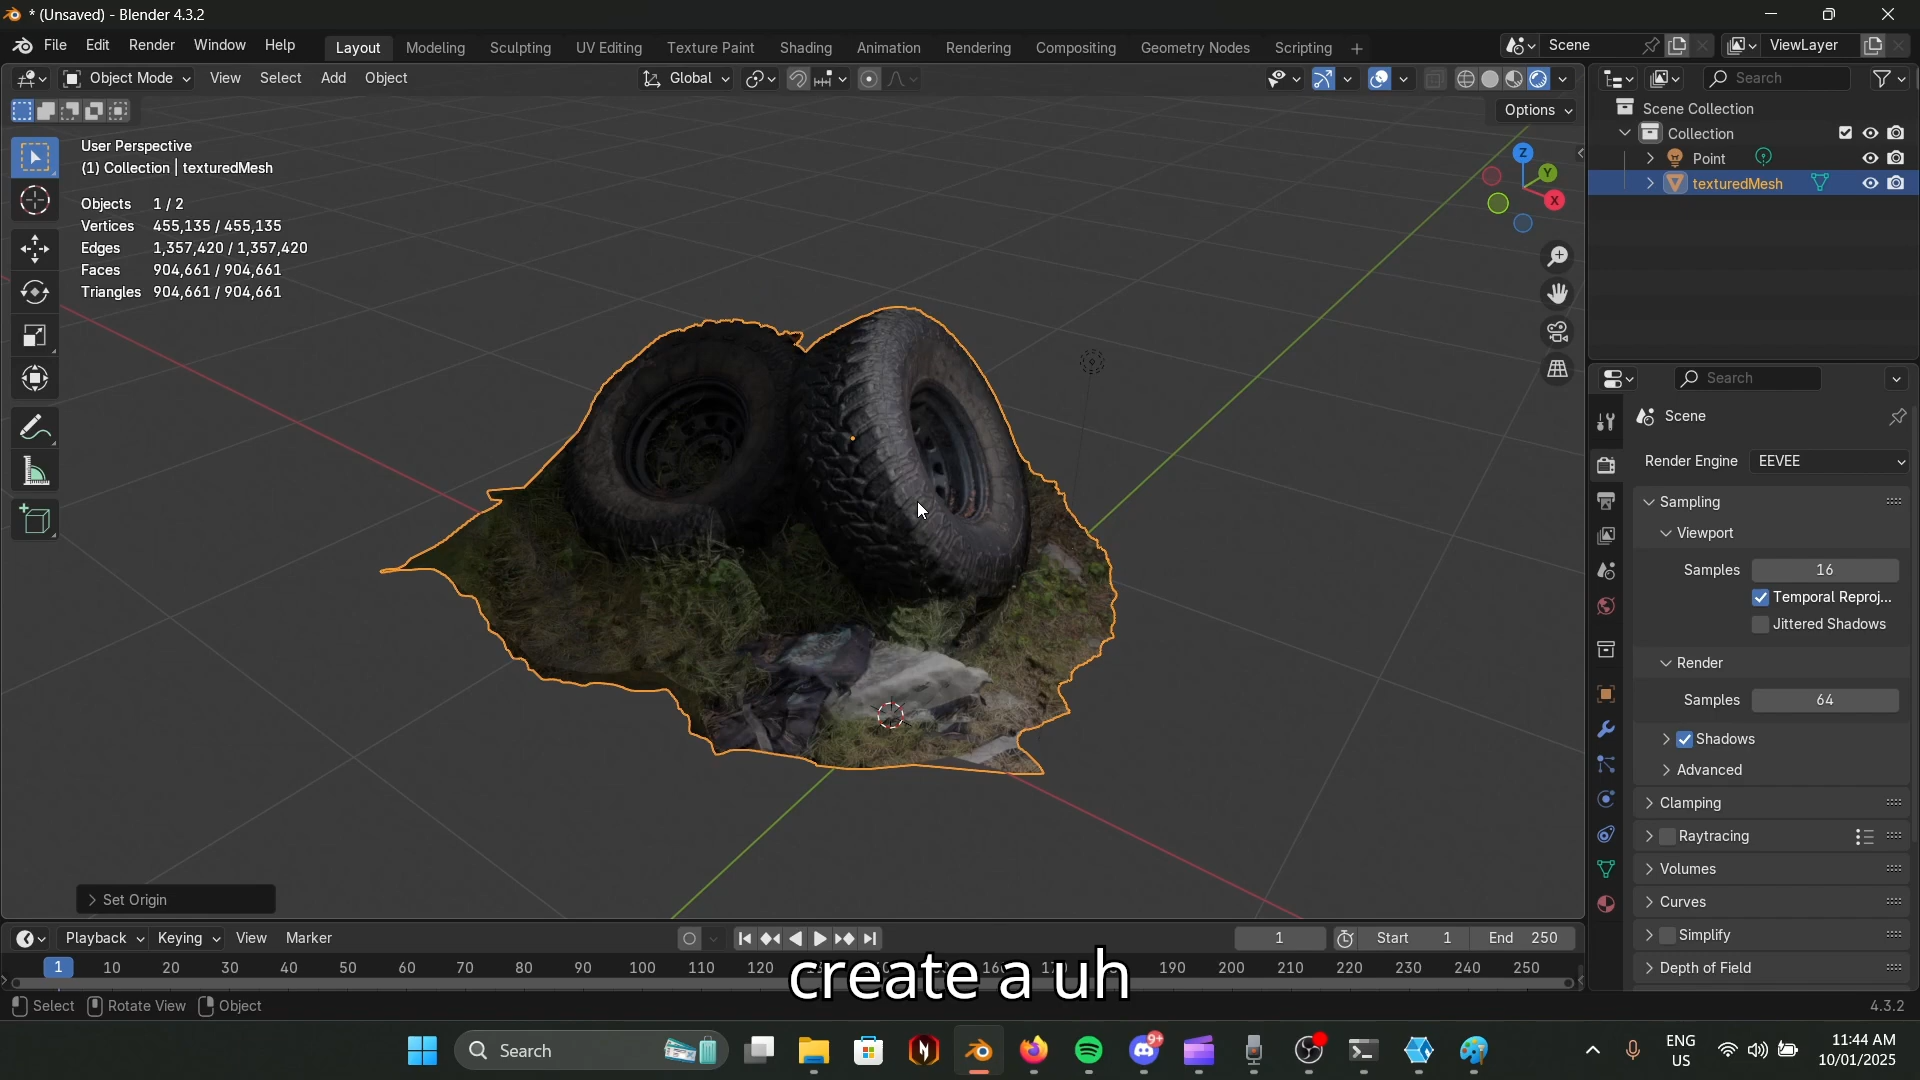 * (Unsaved) - Blender 4.3.2
File Edit Render Window Help
Layout Modeling Sculpting UV Editing Texture Paint Shading Animation Rendering Compositing Geometry Nodes Scripting +
Scene
ViewLayer
Object Mode View Select Add Object
Global
Search
Options
User Perspective
(1) Collection | texturedMesh
Objects 1 / 2
Vertices 455,135 / 455,135
Edges 1,357,420 / 1,357,420
Faces 904,661 / 904,661
Triangles 904,661 / 904,661
Z
Y
X
Scene Collection
Collection
Point
texturedMesh
Search
Scene
Render Engine EEVEE
Sampling
Viewport
Samples 16
Temporal Reproj...
Jittered Shadows
Render
Samples 64
Shadows
Advanced
Clamping
Raytracing
Volumes
Curves
Simplify
Depth of Field
Set Origin
Playback Keying View Marker
1 Start 1 End 250
1 10 20 30 40 50 60 70 80 90 100 110 120 190 200 210 220 230 240 250
create a uh
Select Rotate View Object
4.3.2
Search
9+
ENG
US
11:44 AM
10/01/2025